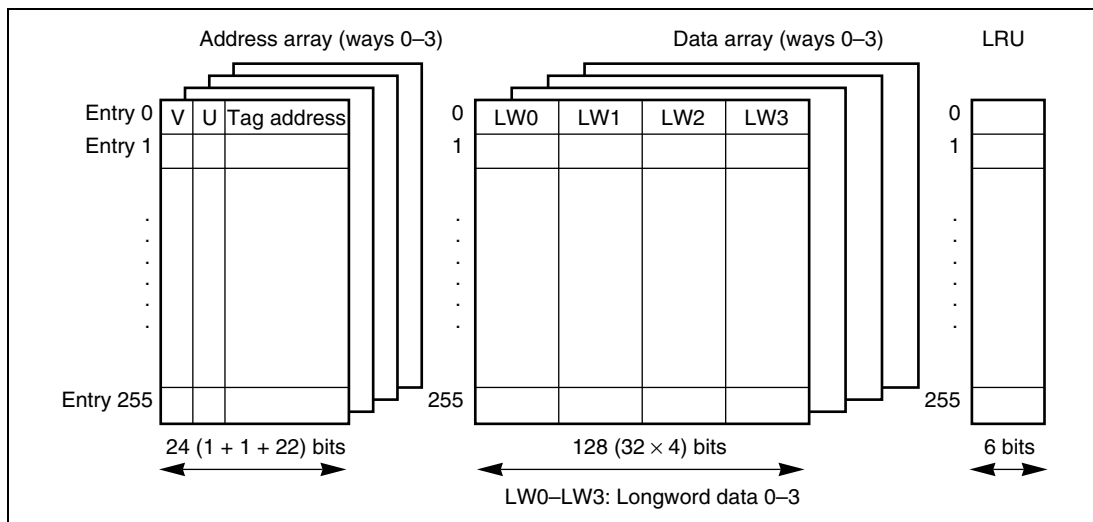 Address array (ways 0–3)
Data array (ways 0–3)
LRU
Entry 0
V
U
Tag address
0
LW0
LW1
LW2
LW3
0
Entry 1
1
1
Entry 255
255
255
24 (1 + 1 + 22) bits
128 (32 × 4) bits
6 bits
LW0–LW3: Longword data 0–3